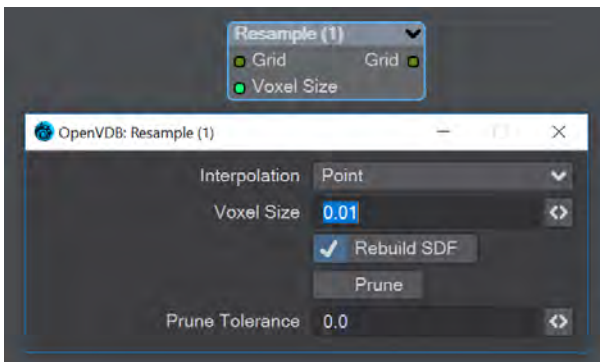 Resample (1)
Grid Grid
Voxel Size
OpenVDB: Resample (1)
Interpolation Point
Voxel Size 0.01
Rebuild SDF
Prune
Prune Tolerance 0.0